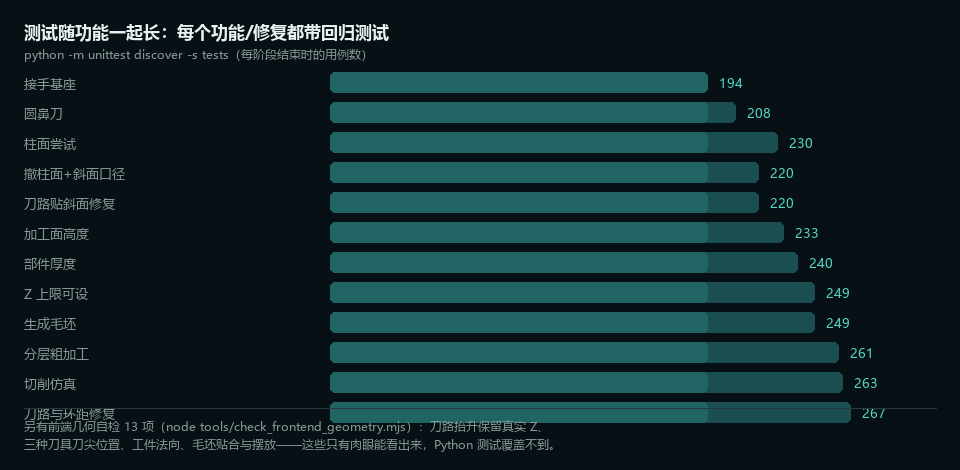 测试随功能一起长：每个功能/修复都带回归测试
python -m unittest discover -s tests（每阶段结束时的用例数）
接手基座 194
圆鼻刀 208
柱面尝试 230
撤柱面+斜面口径 220
刀路贴斜面修复 220
加工面高度 233
部件厚度 240
Z 上限可设 249
生成毛坯 249
分层粗加工 261
切削仿真 263
刀路与环距修复 267
另有前端几何自检 13 项（node tools/check_frontend_geometry.mjs）：刀路抬升保留真实 Z、
三种刀具刀尖位置、工件法向、毛坯贴合与摆放——这些只有肉眼能看出来，Python 测试覆盖不到。